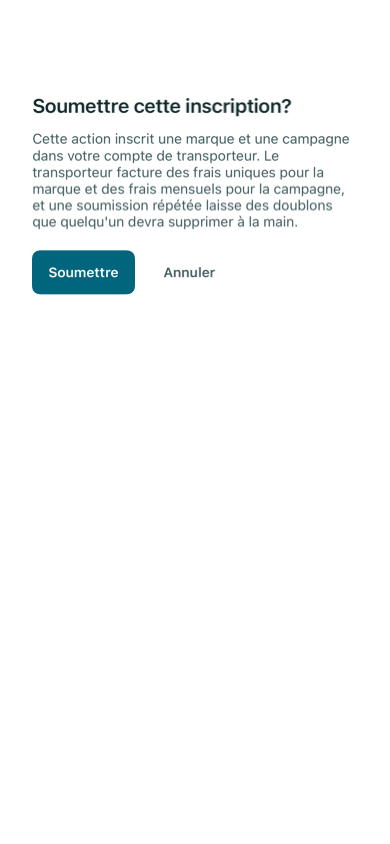 Soumettre cette inscription?
Cette action inscrit une marque et une campagne
dans votre compte de transporteur. Le
transporteur facture des frais uniques pour la
marque et des frais mensuels pour la campagne,
et une soumission répétée laisse des doublons
que quelqu'un devra supprimer à la main.
Soumettre
Annuler